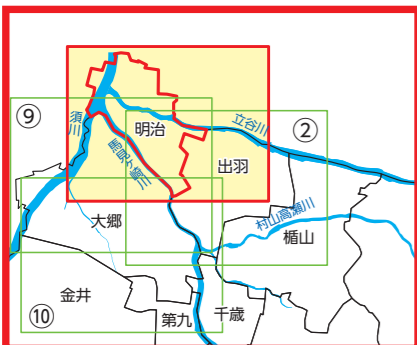 ⑨
明治
立谷川
②
須川
馬見ヶ崎川
出羽
村山高瀬川
大郷
楯山
金井
千歳
第九
⑩